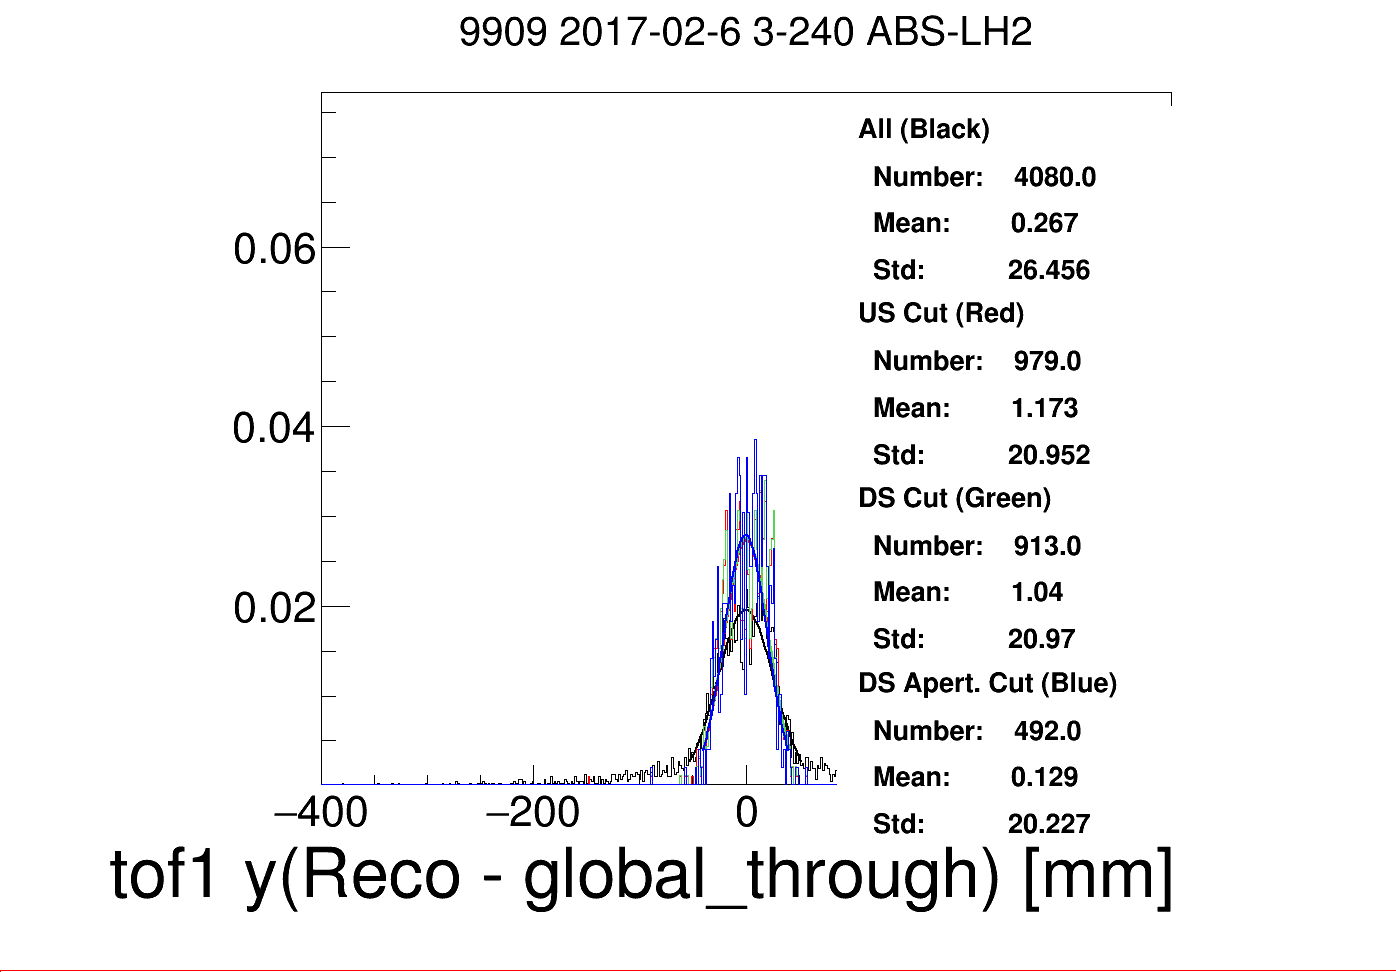 9909 2017-02-6 3-240 ABS-LH2
All (Black)
Number: 4080.0
Mean: 0.267
Std: 26.456
US Cut (Red)
Number: 979.0
Mean: 1.173
Std: 20.952
DS Cut (Green)
Number: 913.0
Mean: 1.04
Std: 20.97
DS Apert. Cut (Blue)
Number: 492.0
Mean: 0.129
Std: 20.227
0.06
0.04
0.02
−400 −200 0
tof1 y(Reco - global_through) [mm]